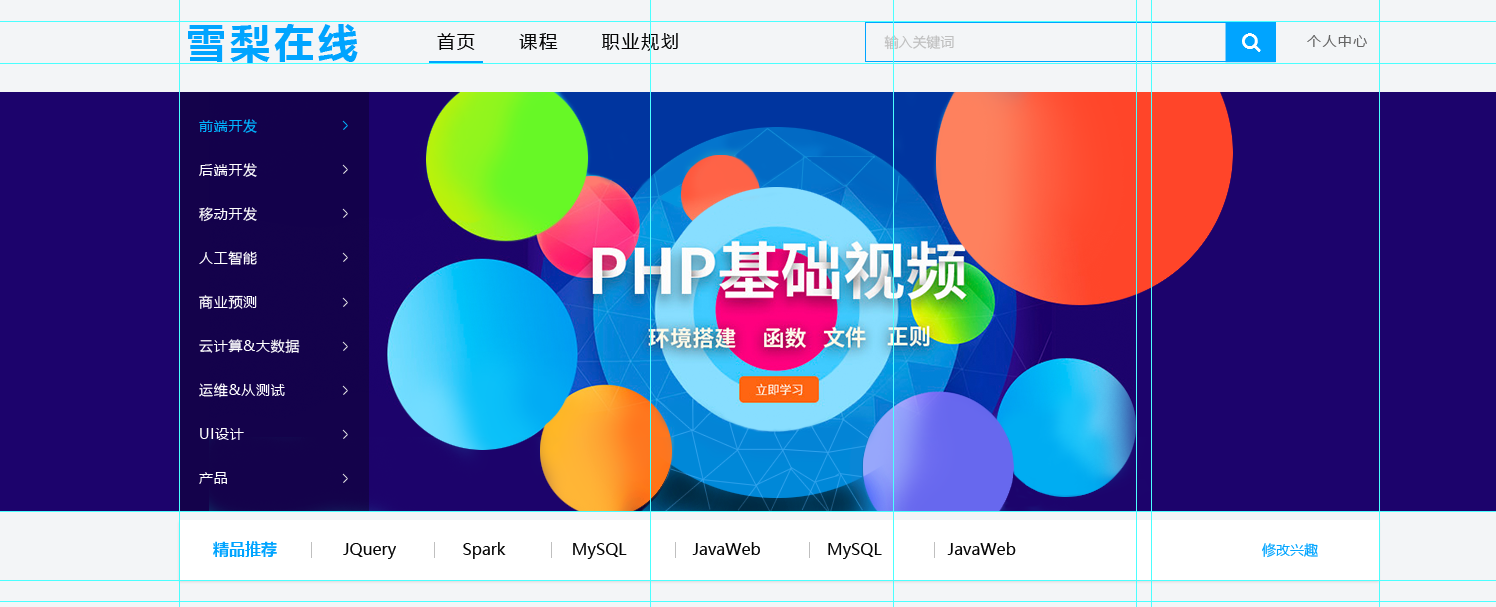 雪梨在线
首页 课程 职业规划
输入关键词
个人中心
前端开发
后端开发
移动开发
人工智能
商业预测
云计算&大数据
运维&从测试
UI设计
产品
PHP基础视频
环境搭建 函数 文件 正则
立即学习
精品推荐 JQuery Spark MySQL JavaWeb MySQL JavaWeb 修改兴趣